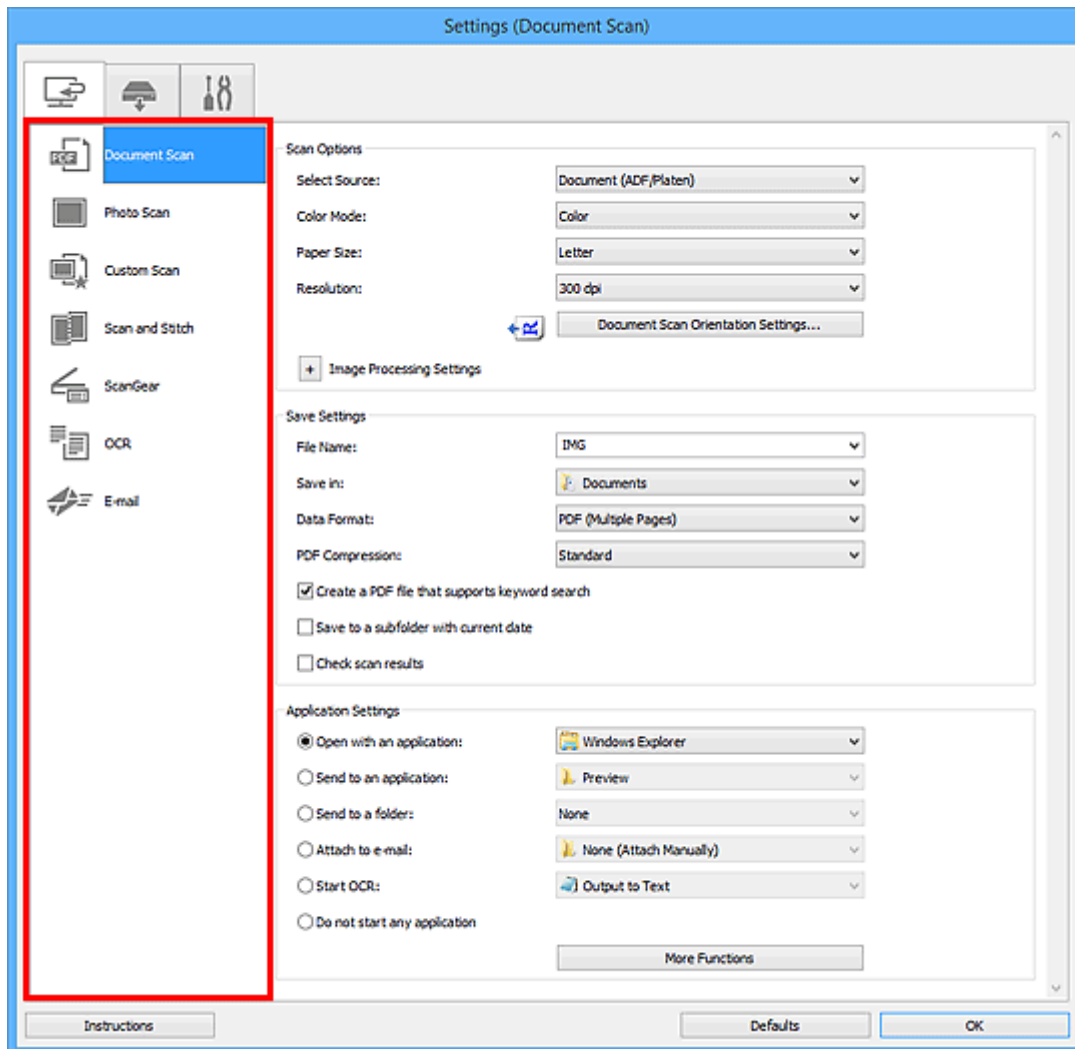 Settings (Document Scan)
PDF
Document Scan
Photo Scan
Custom Scan
Scan and Stitch
ScanGear
OCR
E-mail
Scan Options
Select Source: Document (ADF/Platen)
Color Mode: Color
Paper Size: Letter
Resolution: 300 dpi
R Document Scan Orientation Settings...
+ Image Processing Settings
Save Settings
File Name: IMG
Save in: Documents
Data Format: PDF (Multiple Pages)
PDF Compression: Standard
Create a PDF file that supports keyword search
Save to a subfolder with current date
Check scan results
Application Settings
Open with an application: Windows Explorer
Send to an application: Preview
Send to a folder: None
Attach to e-mail: None (Attach Manually)
Start OCR: Output to Text
Do not start any application
More Functions
Instructions Defaults OK